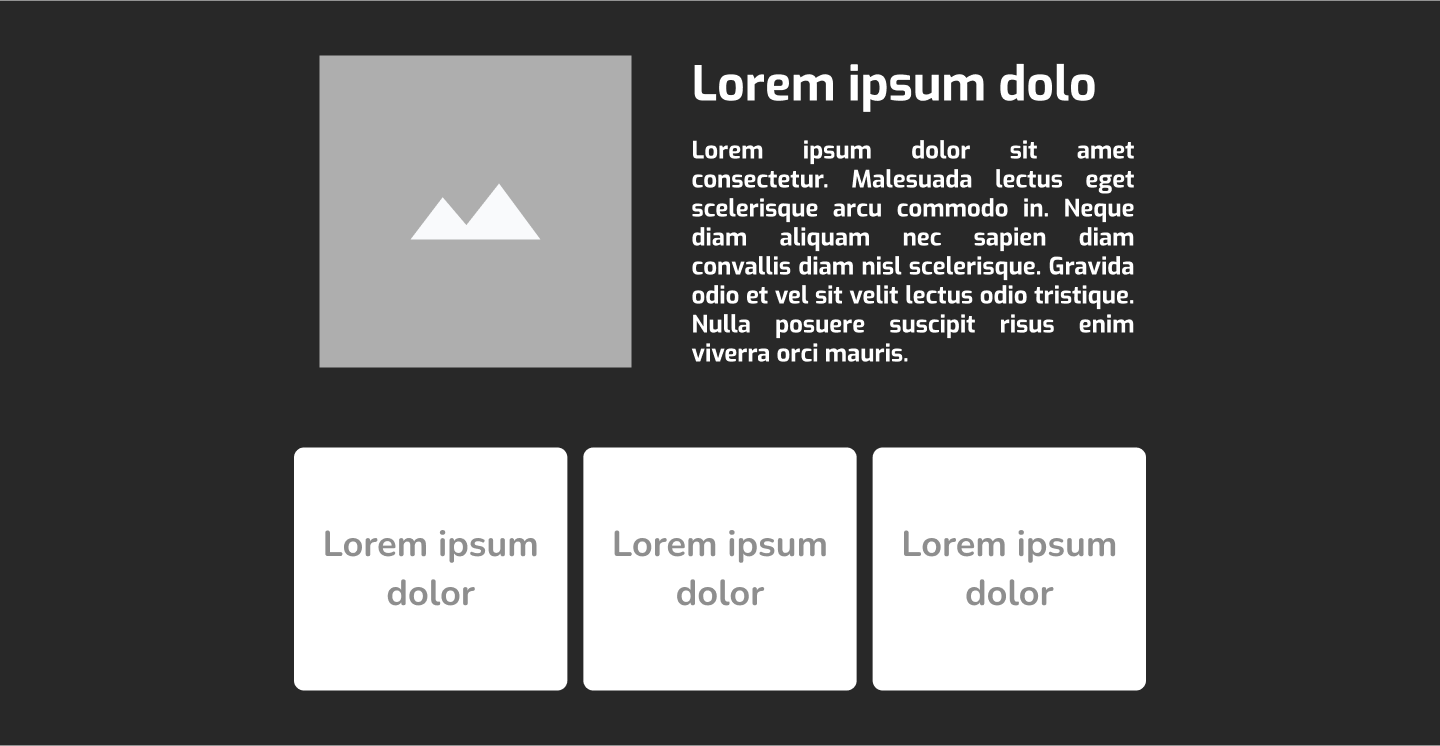 Lorem ipsum dolo
Lorem ipsum dolor sit amet
consectetur. Malesuada lectus eget
scelerisque arcu commodo in. Neque
diam aliquam nec sapien diam
convallis diam nisl scelerisque. Gravida
odio et vel sit velit lectus odio tristique.
Nulla posuere suscipit risus enim
viverra orci mauris.
Lorem ipsum
dolor
Lorem ipsum
dolor
Lorem ipsum
dolor